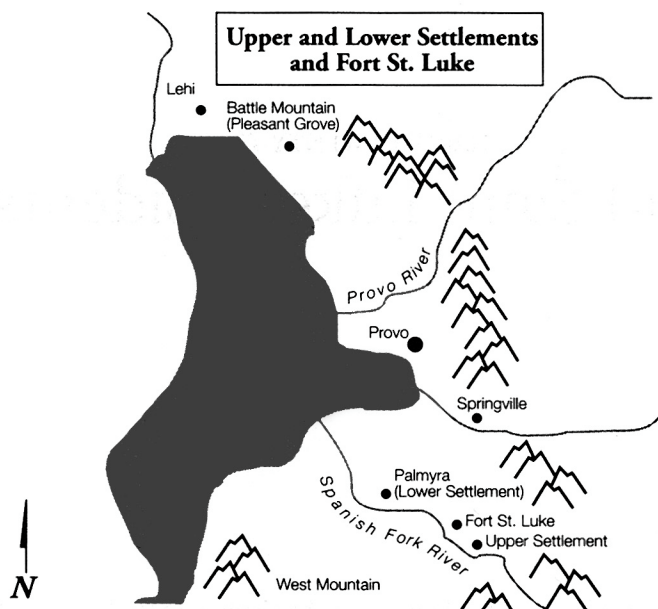 Upper and Lower Settlements
and Fort St. Luke
Lehi
Battle Mountain
(Pleasant Grove)
Provo River
Provo
Springville
Palmyra
(Lower Settlement)
Spanish Fork River
Fort St. Luke
Upper Settlement
West Mountain
N